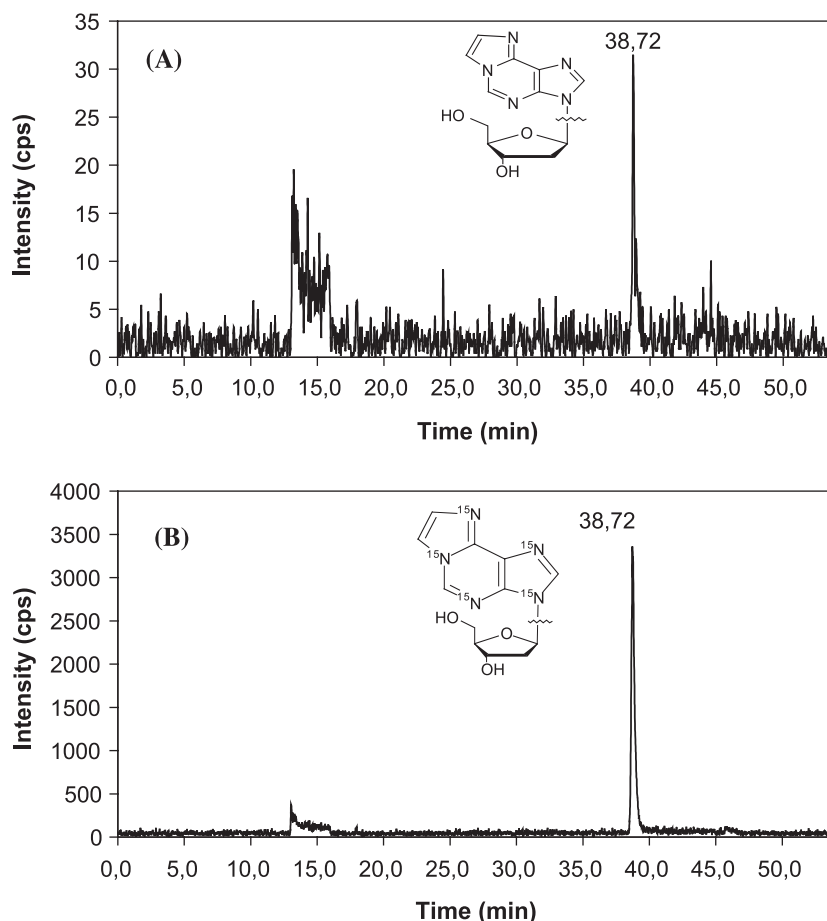 35
30
25
20
15
10
5
0
Intensity (cps)
(A)
38,72
N
N
N
N
N
HO
O
OH
0,0 5,0 10,0 15,0 20,0 25,0 30,0 35,0 40,0 45,0 50,0
Time (min)
4000
3500
3000
2500
2000
1500
1000
500
0
Intensity (cps)
(B)
38,72
15N
15N
15N
15N
15N
HO
O
OH
0,0 5,0 10,0 15,0 20,0 25,0 30,0 35,0 40,0 45,0 50,0
Time (min)